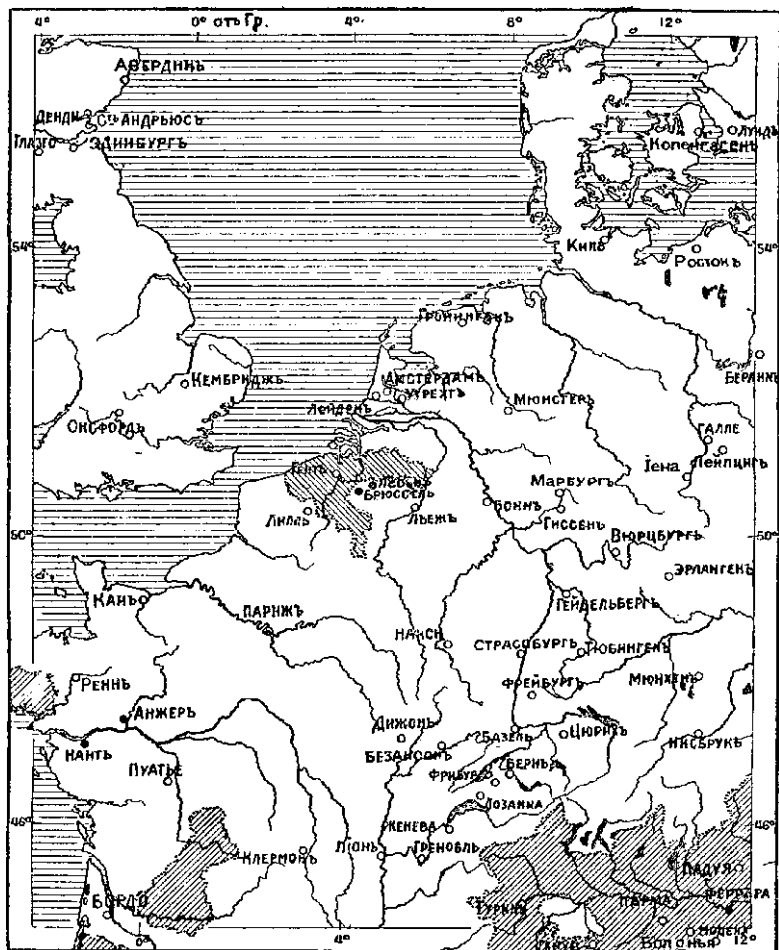 4° 0° отъ Гр. 4° 8° 12°
АБЕРДИНЪ
ДЕНДИ
Ст АНДРЬЮСЪ
ГЛАЗГО
ЭДИНБУРГЪ
Лундъ
Копенгагенъ
54° 54°
Киль
Ростокъ
ГРОНИНГЕНЪ
БЕРЛИНЪ
КЕМБРИДЖЪ
АМСТЕРДАМЪ
УТРЕХТЪ
ЛЕЙДЕНЪ
МЮНСТЕРЪ
ОКСФОРДЪ
ГАЛЛЕ
ЛЕЙПЦИГЪ
Іена
ГЕНТЪ
БРЮССЕЛЬ
МАРБУРГЪ
БОННЪ
ГИССЕНЪ
ЛИЛЛЬ
ЛЬЕЖЪ
50° 50°
ВЮРЦБУРГЪ
ЭРЛАНГЕНЪ
КАНЪ
ГЕЙДЕЛЬБЕРГЪ
ПАРИЖЪ
НАНСИ
СТРАСБУРГЪ
ТЮБИНГЕНЪ
РЕННЪ
МЮНХЕНЪ
ФРЕЙБУРГЪ
АНЖЕРЪ
ДИЖОНЪ
БАЗЕЛЬ
ЦЮРИХЪ
ИНСБРУКЪ
НАНТЪ
БЕЗАНСОНЪ
БЕРНЪ
ПУАТЬЕ
ФРИБУРГЪ
46° 46°
ЛОЗАННА
ЖЕНЕВА
КЛЕРМОНЪ
ЛІОНЪ
ГРЕНОБЛЬ
ПАДУЯ
БОРДО
ТУРИНЪ
ПАРМА
ФЕРРАРА
МОДЕНА
БОЛОНЬЯ
0° 4° 12°